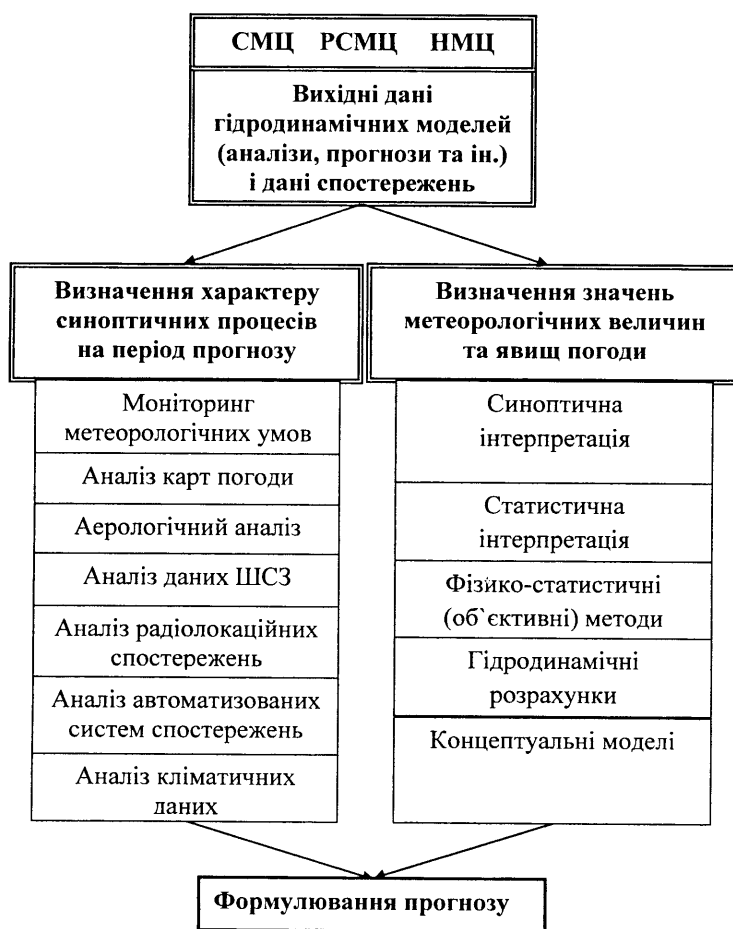 СМЦ РСМЦ НМЦ
Вихідні дані
гідродинамічних моделей
(аналізи, прогнози та ін.)
і дані спостережень
Визначення характеру
синоптичних процесів
на період прогнозу
Моніторинг
метеорологічних умов
Аналіз карт погоди
Аерологічний аналіз
Аналіз даних ШСЗ
Аналіз радіолокаційних
спостережень
Аналіз автоматизованих
систем спостережень
Аналіз кліматичних
даних
Визначення значень
метеорологічних величин
та явищ погоди
Синоптична
інтерпретація
Статистична
інтерпретація
Фізико-статистичні
(об`єктивні) методи
Гідродинамічні
розрахунки
Концептуальні моделі
Формулювання прогнозу